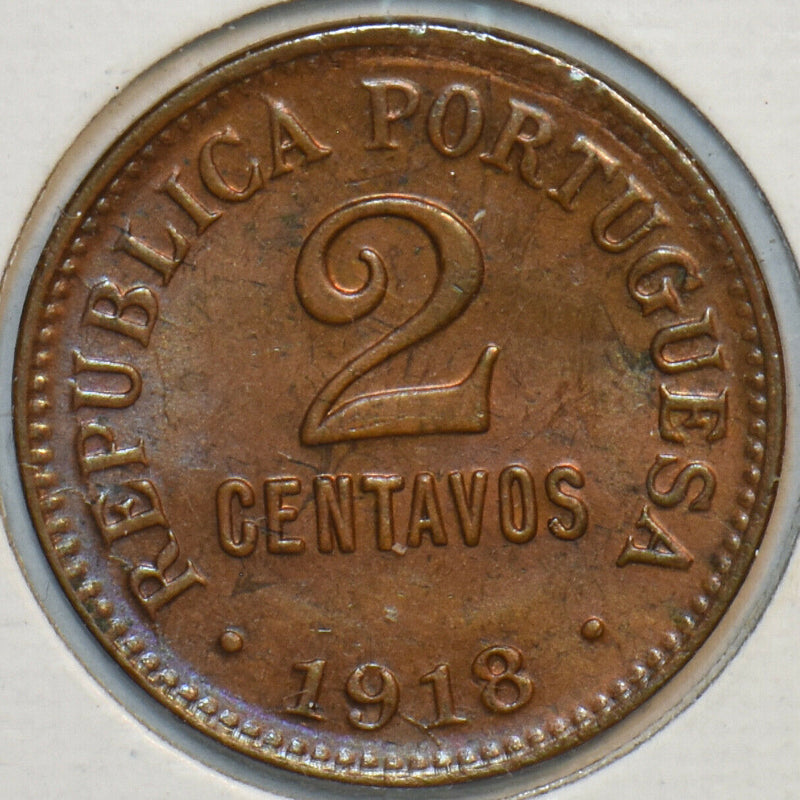 REPUBLICA PORTUGUESA
2
CENTAVOS
• 1918 •